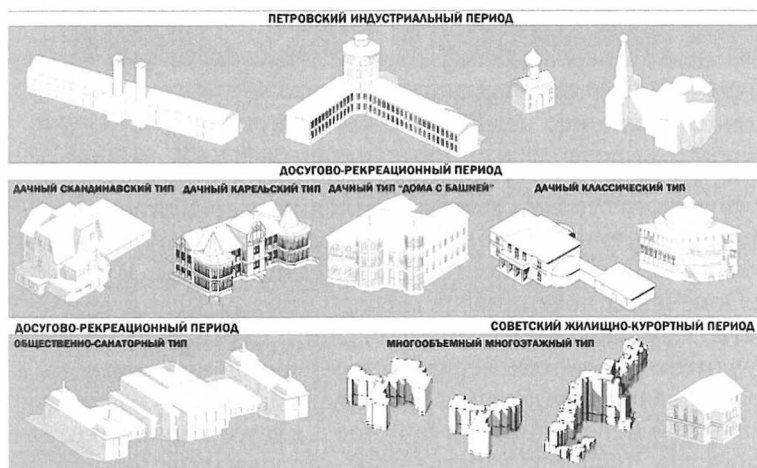 ПЕТРОВСКИЙ ИНДУСТРИАЛЬНЫЙ ПЕРИОД
ДОСУГОВО-РЕКРЕАЦИОННЫЙ ПЕРИОД
ДАЧНЫЙ СКАНДИНАВСКИЙ ТИП ДАЧНЫЙ КАРЕЛЬСКИЙ ТИП ДАЧНЫЙ ТИП "ДОМА С БАШНЕЙ" ДАЧНЫЙ КЛАССИЧЕСКИЙ ТИП
ДОСУГОВО-РЕКРЕАЦИОННЫЙ ПЕРИОД СОВЕТСКИЙ ЖИЛИЩНО-КУРОРТНЫЙ ПЕРИОД
ОБЩЕСТВЕННО-САНАТОРНЫЙ ТИП МНОГООБЪЕМНЫЙ МНОГОЭТАЖНЫЙ ТИП